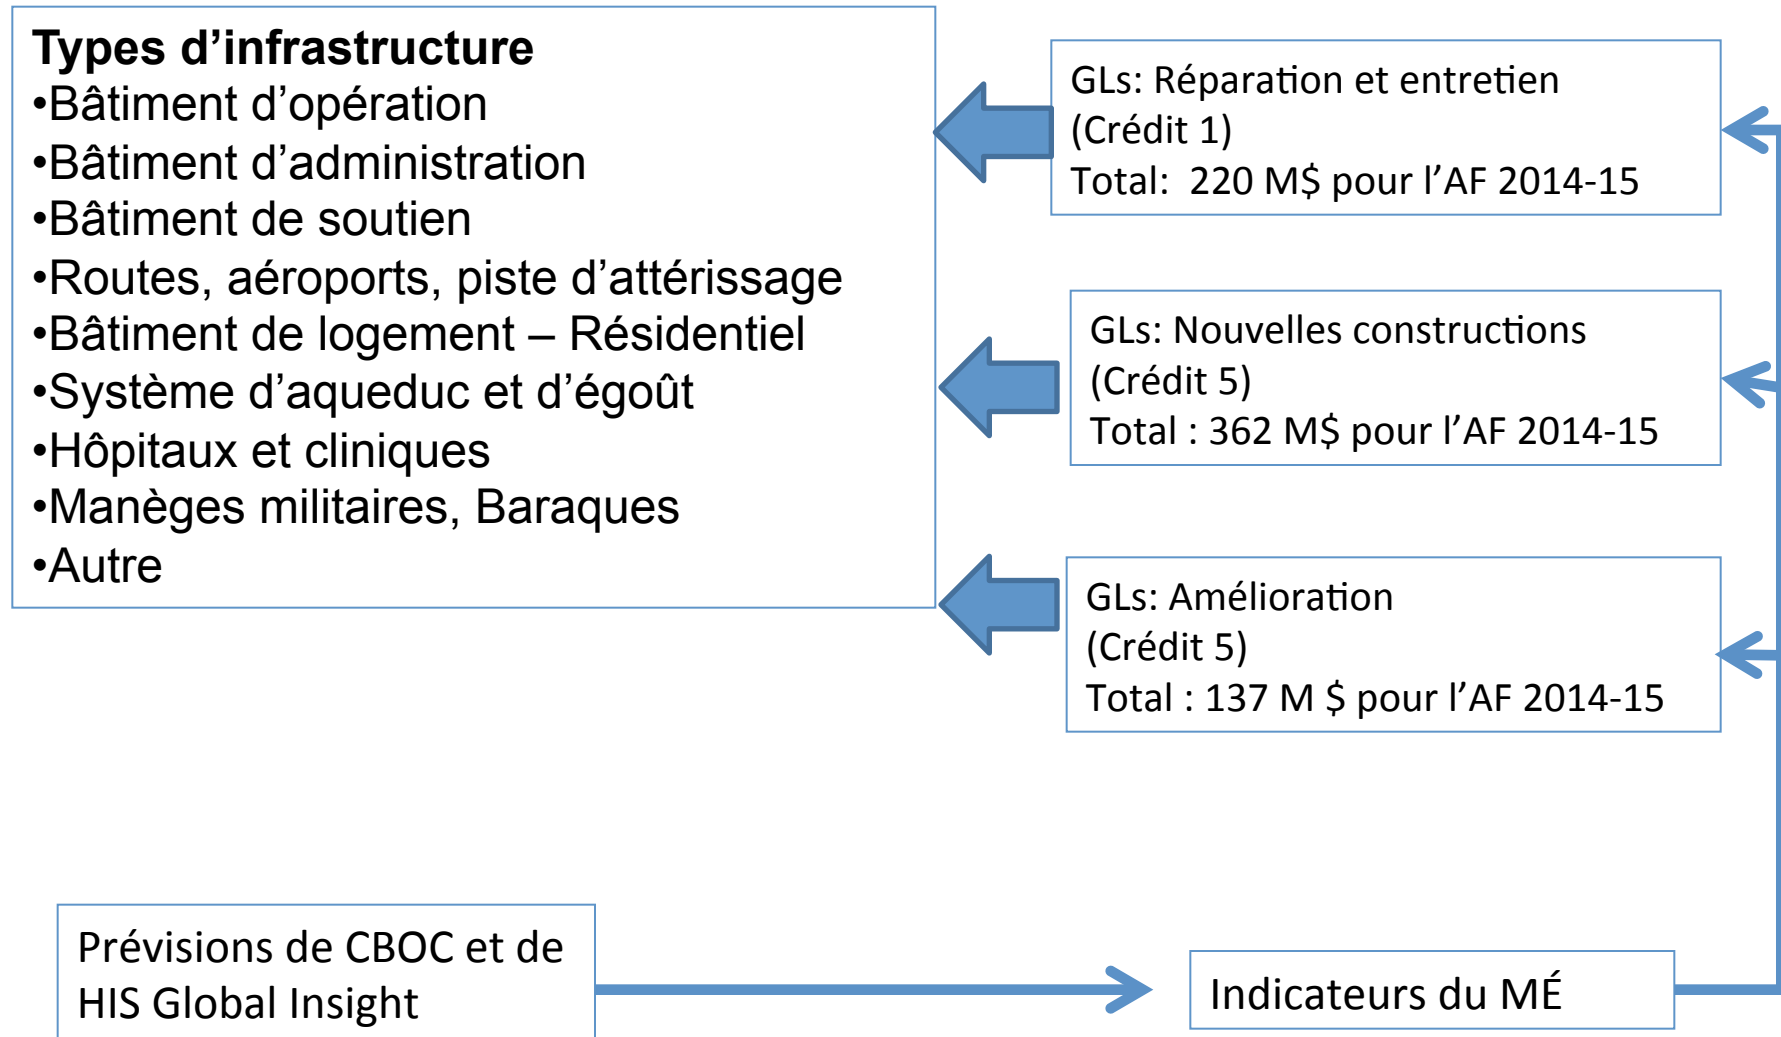 Types d’infrastructure
•Bâtiment d’opération
•Bâtiment d’administration
•Bâtiment de soutien
•Routes, aéroports, piste d’attérissage
•Bâtiment de logement – Résidentiel
•Système d’aqueduc et d’égoût
•Hôpitaux et cliniques
•Manèges militaires, Baraques
•Autre
GLs: Réparation et entretien
(Crédit 1)
Total:  220 M$ pour l’AF 2014-15
GLs: Nouvelles constructions
(Crédit 5)
Total : 362 M$ pour l’AF 2014-15
GLs: Amélioration
(Crédit 5)
Total : 137 M $ pour l’AF 2014-15
Prévisions de CBOC et de
HIS Global Insight
Indicateurs du MÉ